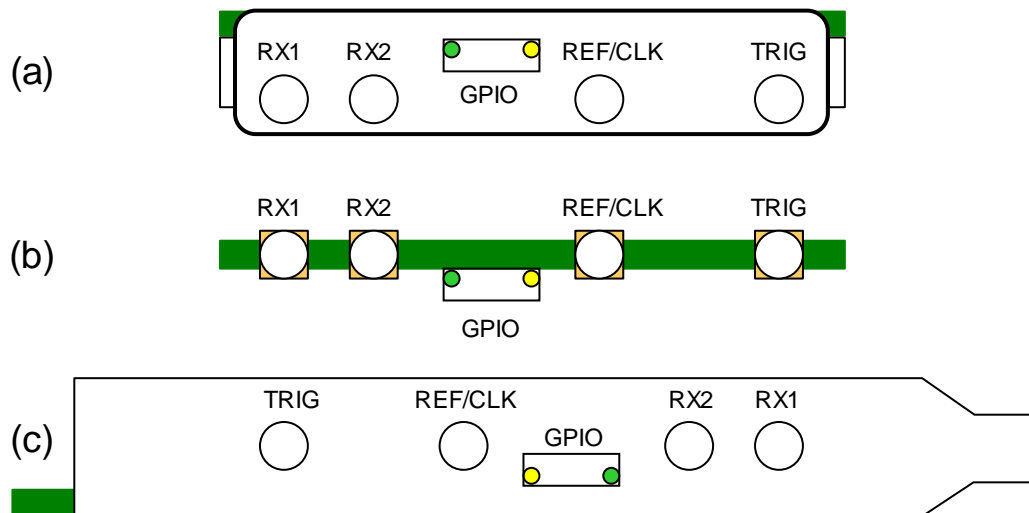 (a)
RX1 RX2 REF/CLK TRIG
GPIO
RX1 RX2 REF/CLK TRIG
(b)
GPIO
TRIG REF/CLK RX2 RX1
(c)
GPIO